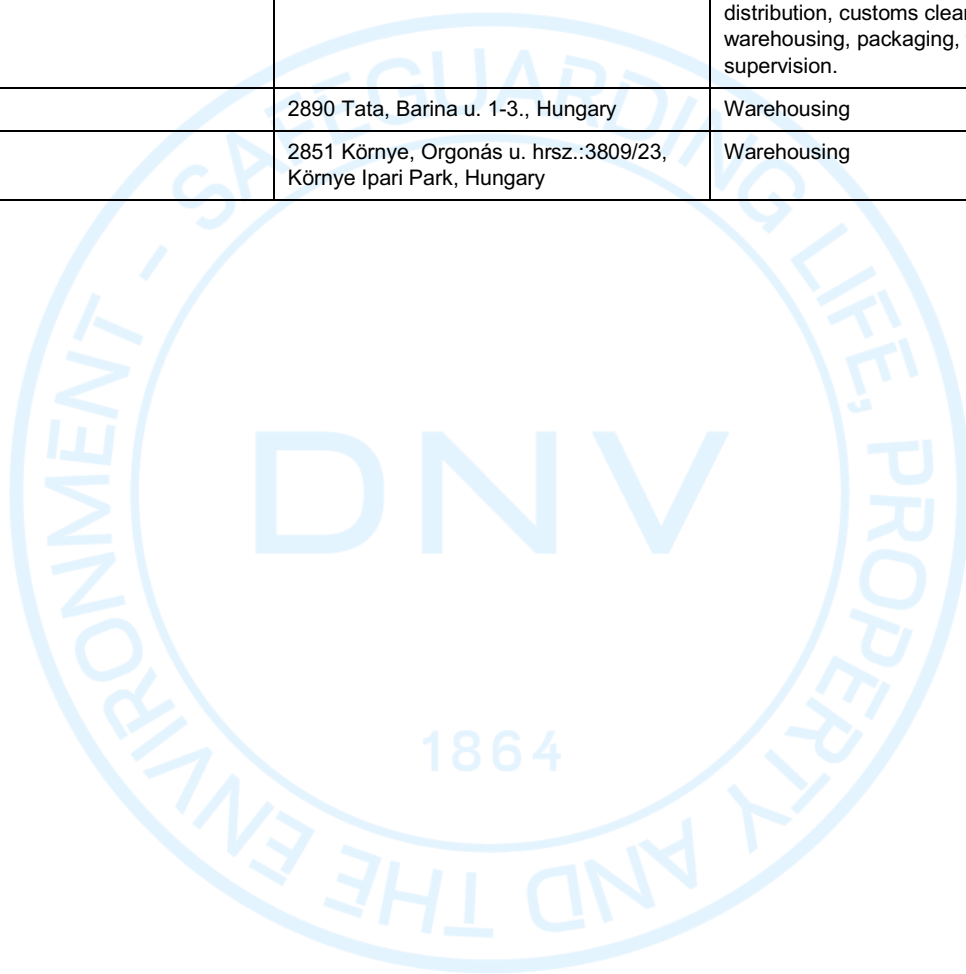 distribution, customs
warehousing, packaging,
supervision.
2890 Tata, Barina u. 1-3., Hungary
Warehousing
2851 Környe, Orgonás u. hrsz.:3809/23,
Környe Ipari Park, Hungary
Warehousing
SAFEGUARDING LIFE, PROPERTY AND THE ENVIRONMENT -
DNV
1864